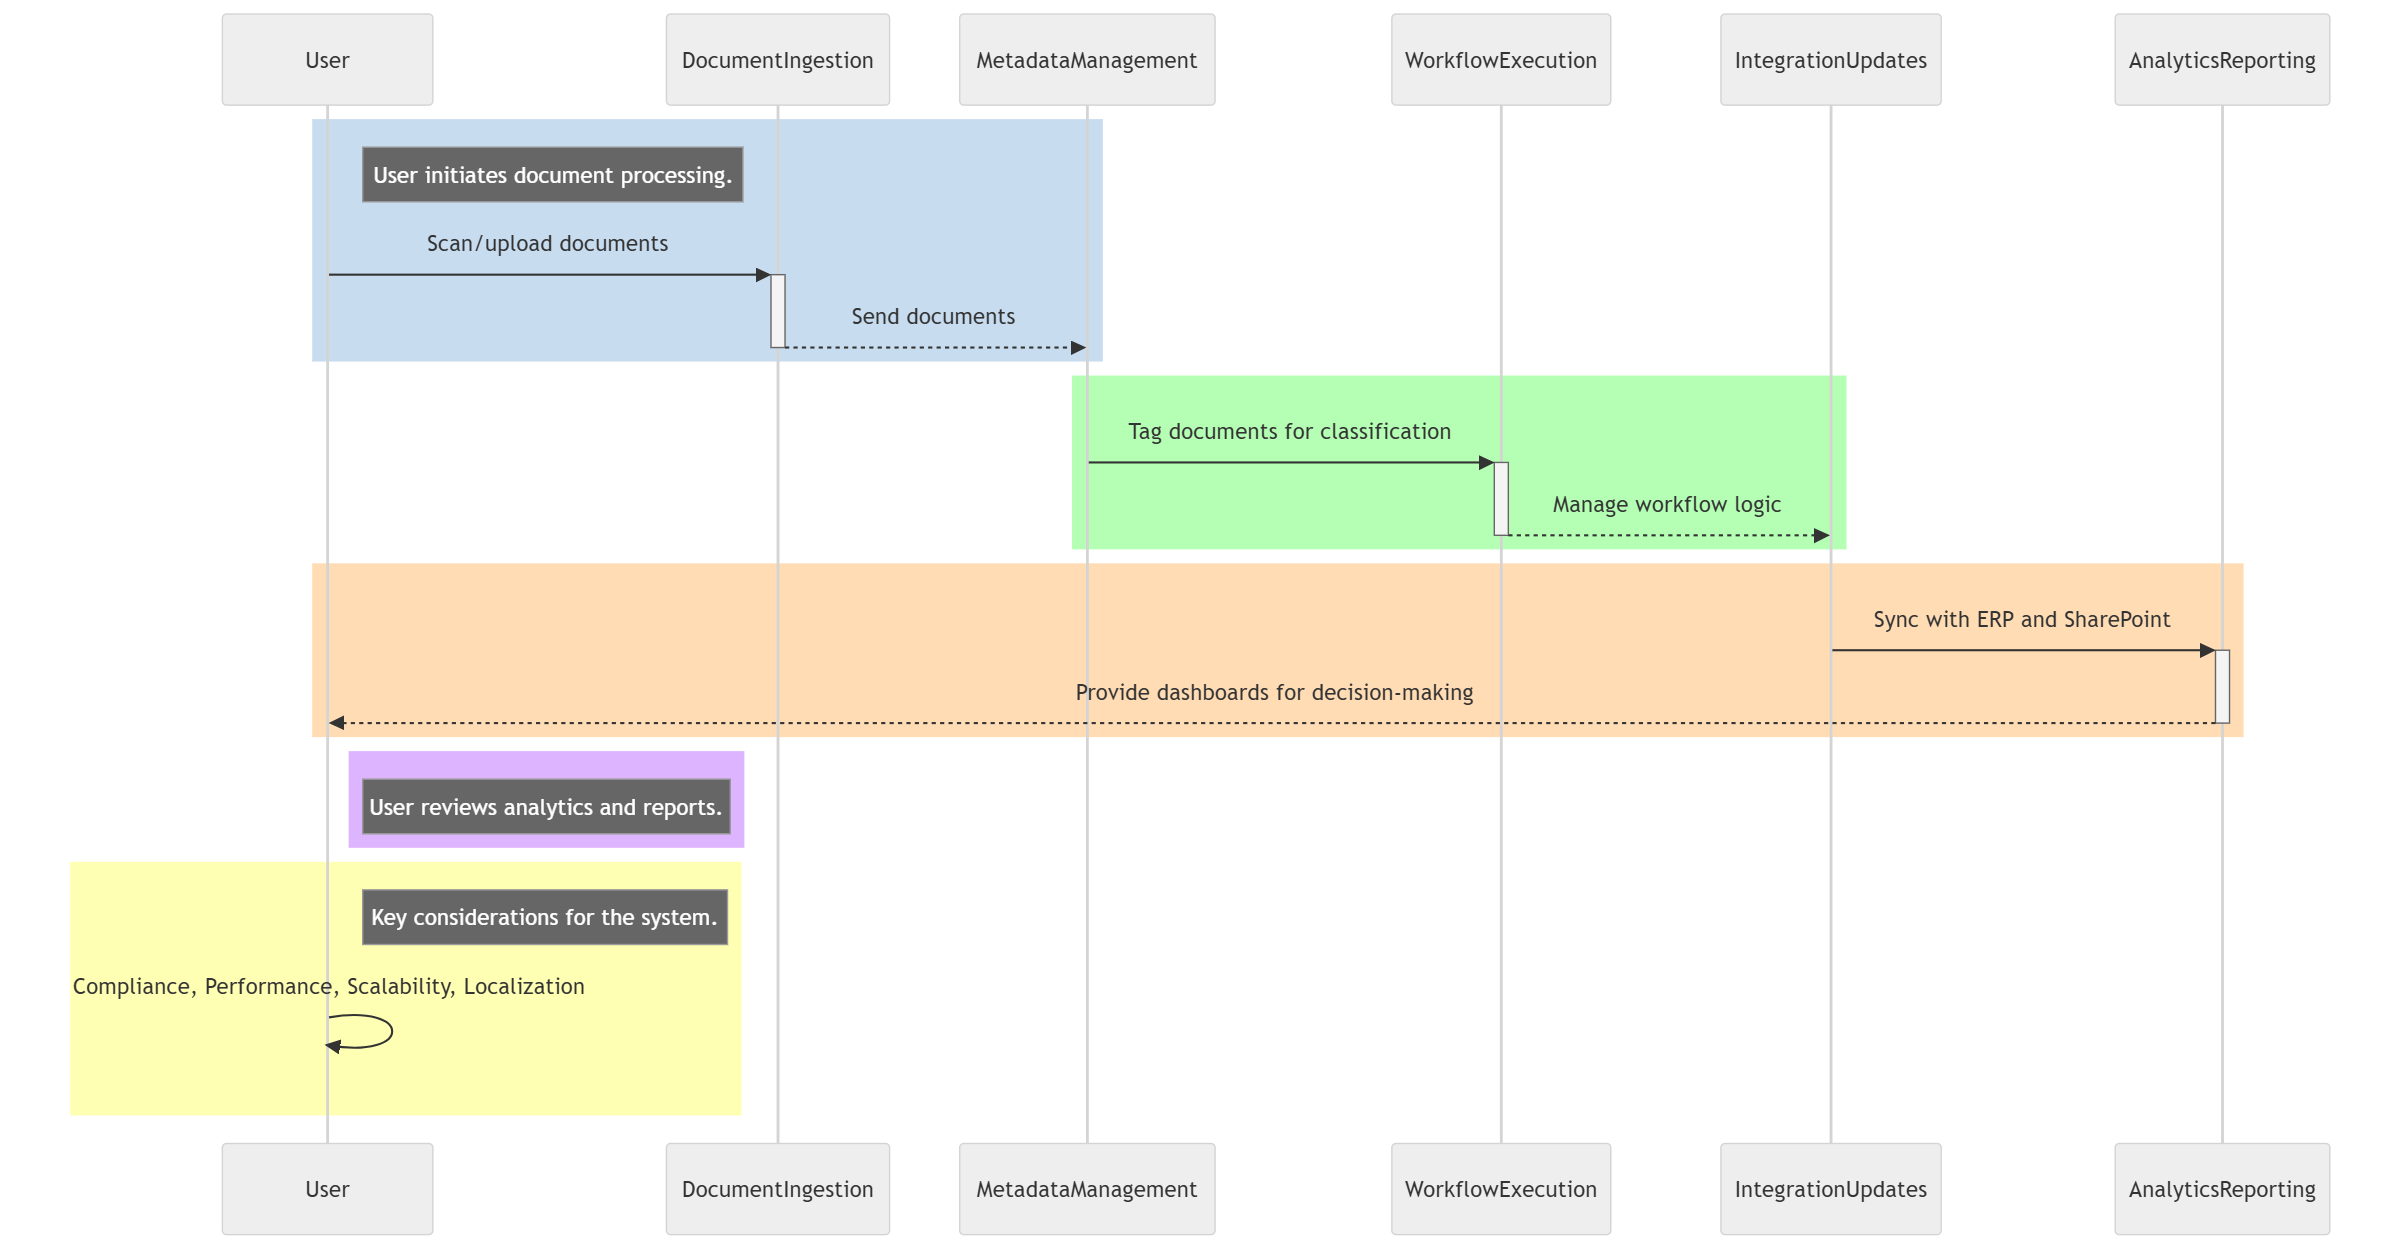 User
DocumentIngestion
MetadataManagement
WorkflowExecution
IntegrationUpdates
AnalyticsReporting
User initiates document processing.
Scan/upload documents
Send documents
Tag documents for classification
Manage workflow logic
Sync with ERP and SharePoint
Provide dashboards for decision-making
User reviews analytics and reports.
Key considerations for the system.
Compliance, Performance, Scalability, Localization
User
DocumentIngestion
MetadataManagement
WorkflowExecution
IntegrationUpdates
AnalyticsReporting